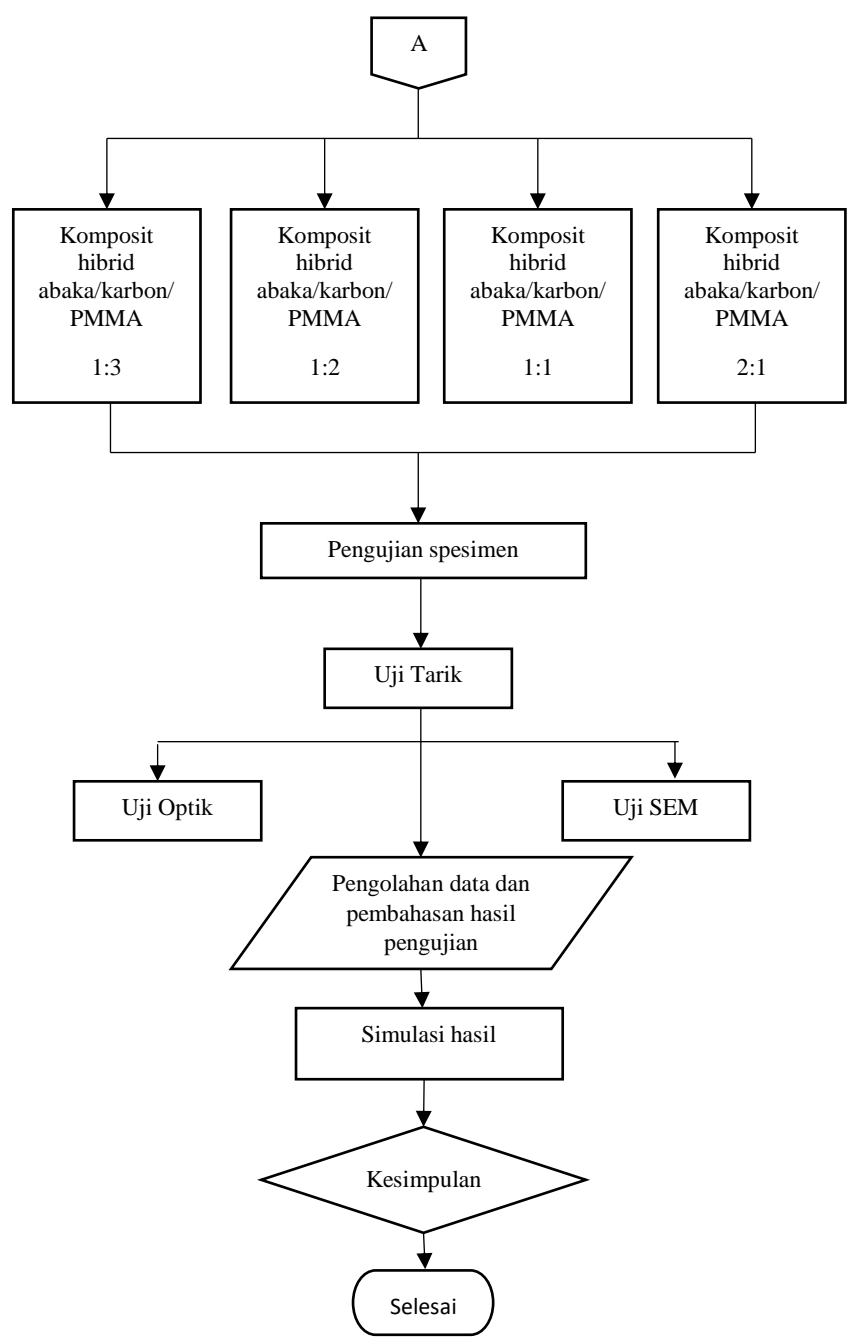 A
Komposit
hibrid
abaka/karbon/
PMMA
1:3
Komposit
hibrid
abaka/karbon/
PMMA
1:2
Komposit
hibrid
abaka/karbon/
PMMA
1:1
Komposit
hibrid
abaka/karbon/
PMMA
2:1
Pengujian spesimen
Uji Tarik
Uji Optik
Uji SEM
Pengolahan data dan
pembahasan hasil
pengujian
Simulasi hasil
Kesimpulan
Selesai